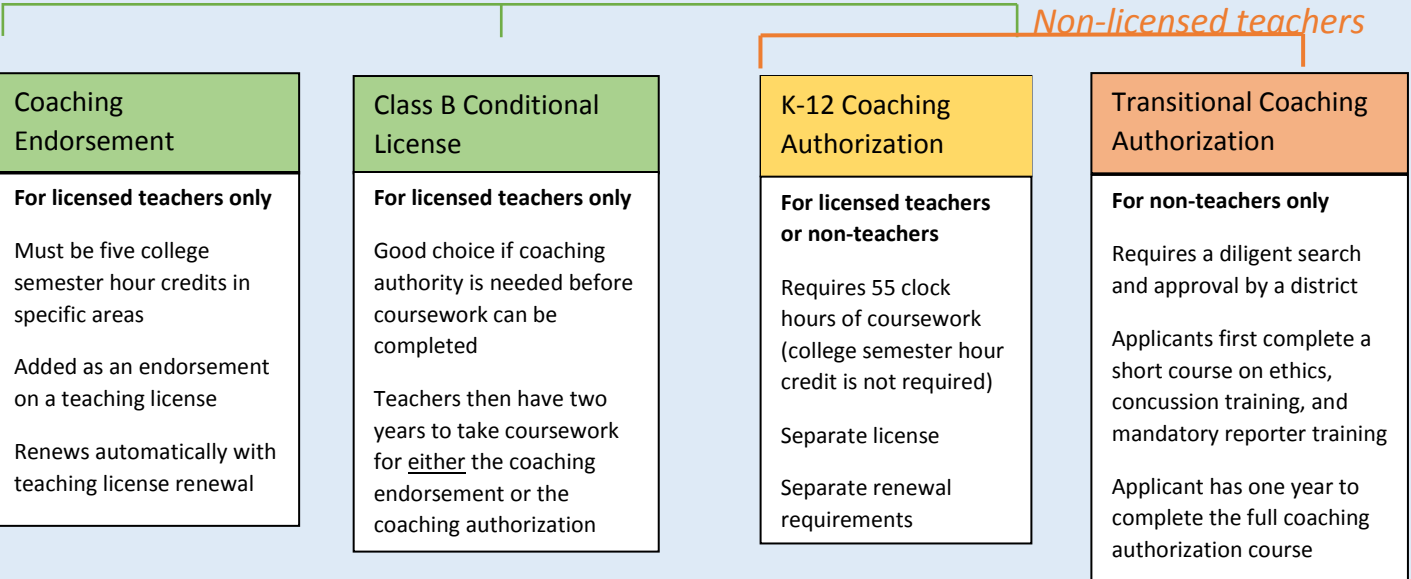 Non-licensed teachers
Coaching
Endorsement
For licensed teachers only
Must be five college
semester hour credits in
specific areas
Added as an endorsement
on a teaching license
Renews automatically with
teaching license renewal
Class B Conditional
License
For licensed teachers only
Good choice if coaching
authority is needed before
coursework can be
completed
Teachers then have two
years to take coursework
for either the coaching
endorsement or the
coaching authorization
K-12 Coaching
Authorization
For licensed teachers
or non-teachers
Requires 55 clock
hours of coursework
(college semester hour
credit is not required)
Separate license
Separate renewal
requirements
Transitional Coaching
Authorization
For non-teachers only
Requires a diligent search
and approval by a district
Applicants first complete a
short course on ethics,
concussion training, and
mandatory reporter training
Applicant has one year to
complete the full coaching
authorization course